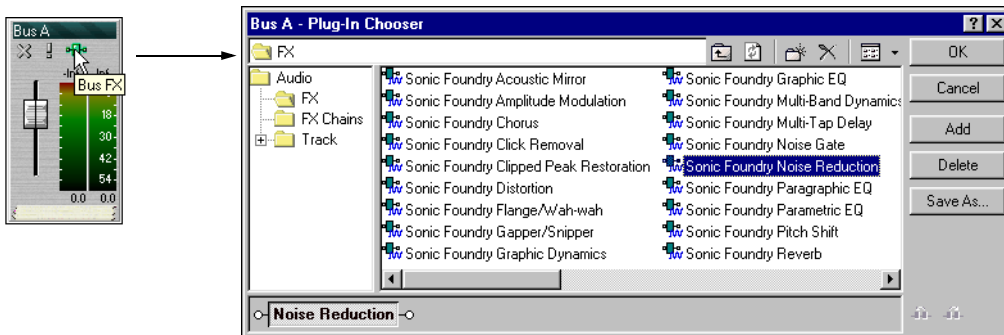 Bus A
-Inf. Inf.
Bus FX
18
30
42
54
0.0 0.0
Bus A - Plug-In Chooser
FX
OK
Cancel
Add
Delete
Save As...
Audio
FX
FX Chains
Track
Sonic Foundry Acoustic Mirror
Sonic Foundry Amplitude Modulation
Sonic Foundry Chorus
Sonic Foundry Click Removal
Sonic Foundry Clipped Peak Restoration
Sonic Foundry Distortion
Sonic Foundry Flange/Wah-wah
Sonic Foundry Gapper/Snipper
Sonic Foundry Graphic Dynamics
Sonic Foundry Graphic EQ
Sonic Foundry Multi-Band Dynamics
Sonic Foundry Multi-Tap Delay
Sonic Foundry Noise Gate
Sonic Foundry Noise Reduction
Sonic Foundry Paragraphic EQ
Sonic Foundry Parametric EQ
Sonic Foundry Pitch Shift
Sonic Foundry Reverb
Noise Reduction